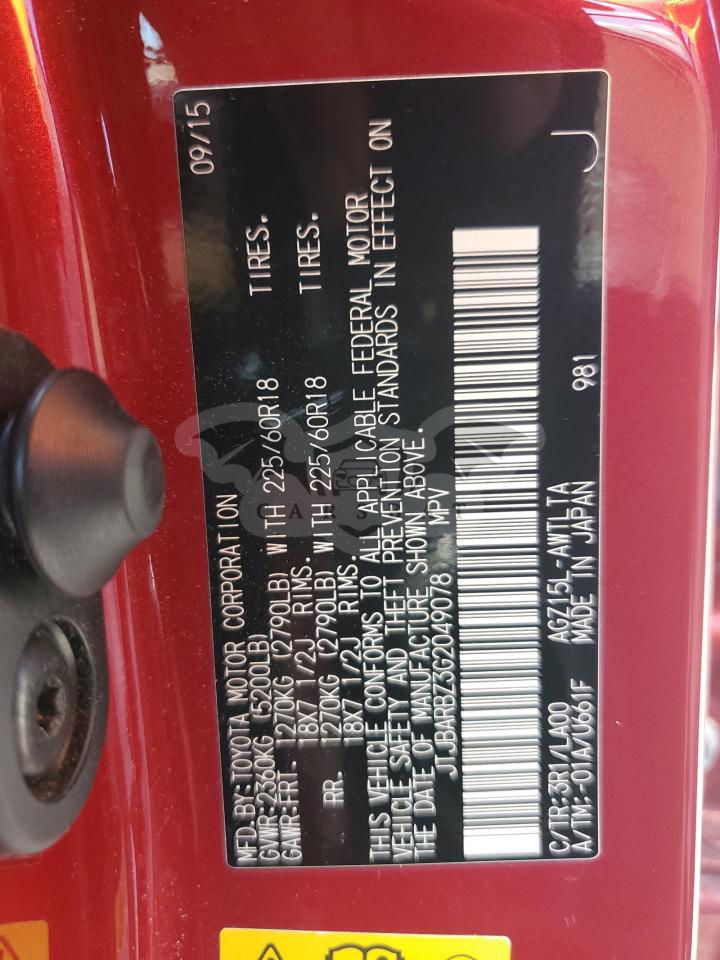 MFD.BY:TOYOTA MOTOR CORPORATION 09/15
GVWR:2360KG (5200LB)
GAWR:FRT. 1270KG (2790LB) WITH 225/60R18 TIRES.
18X7 1/2J RIMS.
RR. 1270KG (2790LB) WITH 225/60R18 TIRES.
18X7 1/2J RIMS.
THIS VEHICLE CONFORMS TO ALL APPLICABLE FEDERAL MOTOR
VEHICLE SAFETY AND THEFT PREVENTION STANDARDS IN EFFECT ON
THE DATE OF MANUFACTURE SHOWN ABOVE.
JTJBARBZ3G2049078 MPV
C/TR:3R1/LA00 AGZ15L-AWTLTA J
A/TM:-01A/U661F MADE IN JAPAN 981